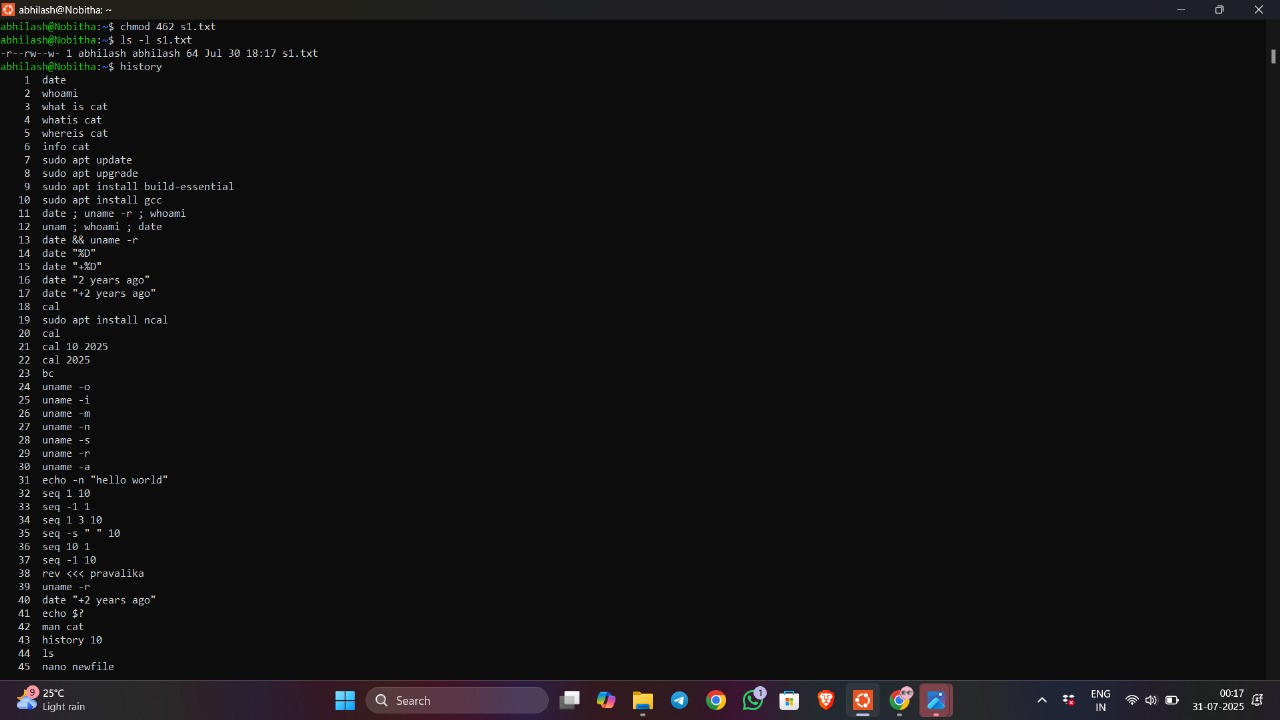 abhilash@Nobitha: ~
abhilash@Nobitha:~$ chmod 462 s1.txt
abhilash@Nobitha:~$ ls -l s1.txt
-r--rw--w- 1 abhilash abhilash 64 Jul 30 18:17 s1.txt
abhilash@Nobitha:~$ history
1 date
2 whoami
3 what is cat
4 whatis cat
5 whereis cat
6 info cat
7 sudo apt update
8 sudo apt upgrade
9 sudo apt install build-essential
10 sudo apt install gcc
11 date ; uname -r ; whoami
12 unam ; whoami ; date
13 date && uname -r
14 date "%D"
15 date "+%D"
16 date "2 years ago"
17 date "+2 years ago"
18 cal
19 sudo apt install ncal
20 cal
21 cal 10 2025
22 cal 2025
23 bc
24 uname -o
25 uname -i
26 uname -m
27 uname -n
28 uname -s
29 uname -r
30 uname -a
31 echo -n "hello world"
32 seq 1 10
33 seq -1 1
34 seq 1 3 10
35 seq -s " " 10
36 seq 10 1
37 seq -1 10
38 rev <<< pravalika
39 uname -r
40 date "+2 years ago"
41 echo $?
42 man cat
43 history 10
44 ls
45 nano newfile
9
25°C
Light rain
Search
1
ENG
IN
00:17
31-07-2025